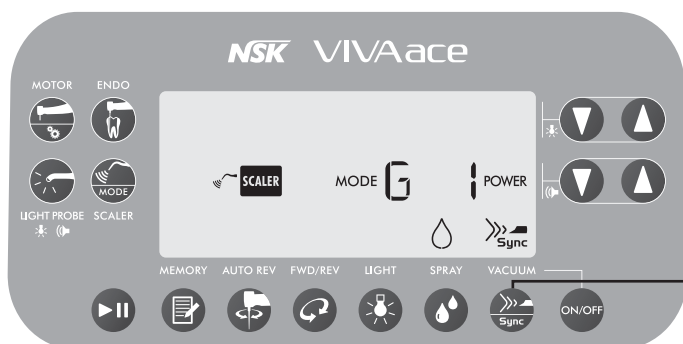 NSK VIVAace
MOTOR ENDO
MODE
LIGHT PROBE SCALER
SCALER MODE G 1 POWER
Sync
MEMORY AUTO REV FWD/REV LIGHT SPRAY VACUUM
Sync
ON/OFF